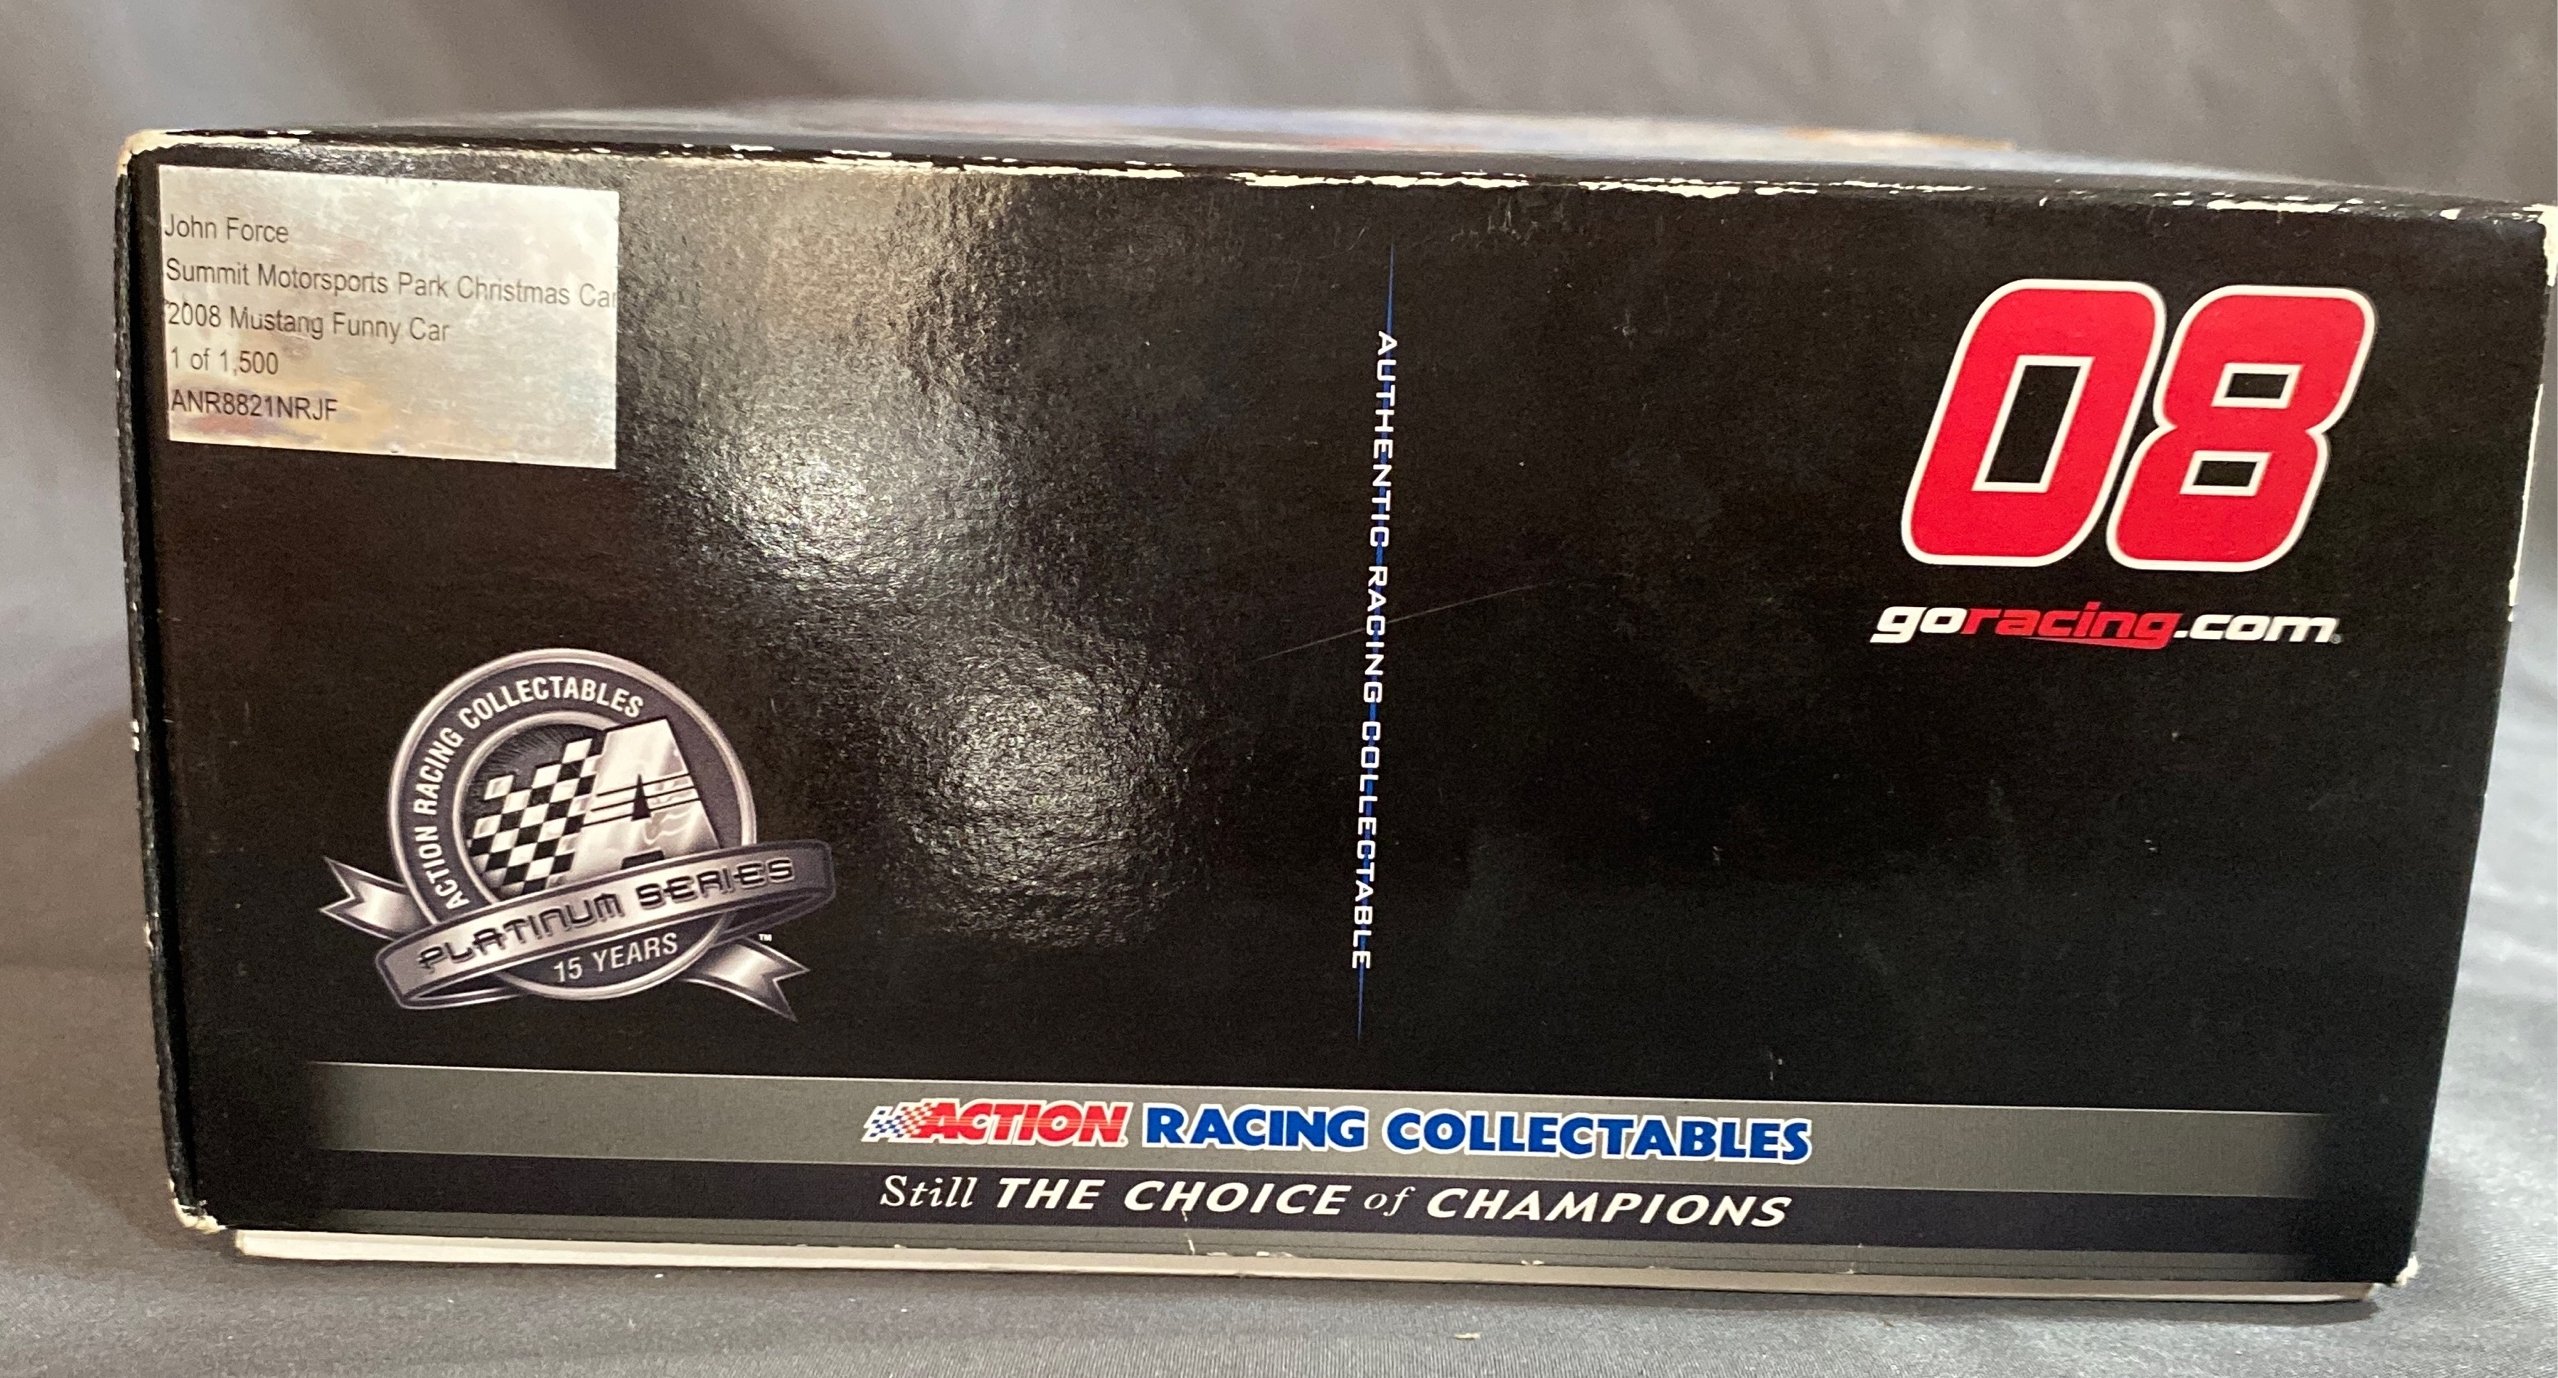 John Force
Summit Motorsports Park Christmas Car
2008 Mustang Funny Car
1 of 1,500
ANR8821NRJF
08
goracing.com
AUTHENTIC RACING COLLECTABLE
ACTION RACING COLLECTABLES
A
PLATINUM SERIES
15 YEARS
TM
ACTION RACING COLLECTABLES
Still THE CHOICE of CHAMPIONS